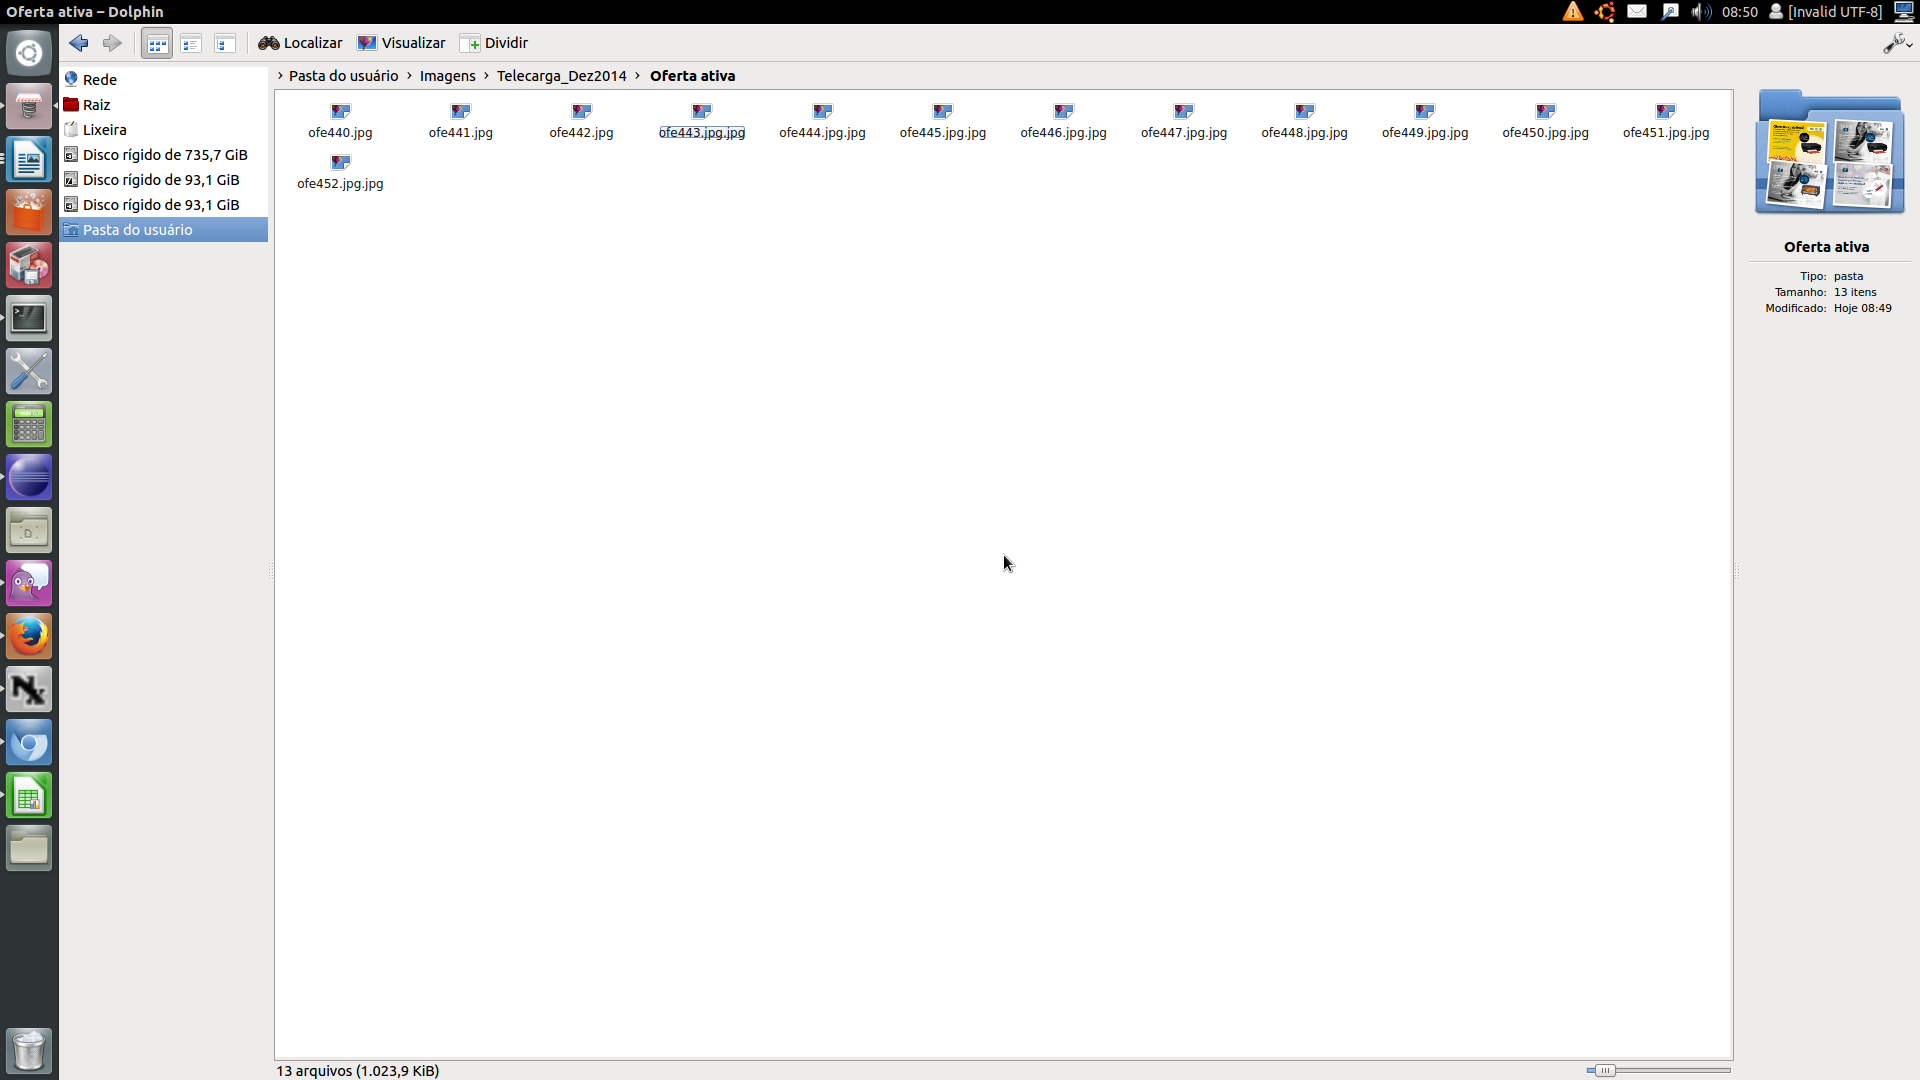 Oferta ativa – Dolphin
08:50 [Invalid UTF-8]
Localizar Visualizar Dividir
Rede
Raiz
Lixeira
Disco rígido de 735,7 GiB
Disco rígido de 93,1 GiB
Disco rígido de 93,1 GiB
Pasta do usuário
› Pasta do usuário › Imagens › Telecarga_Dez2014 › Oferta ativa
ofe440.jpg ofe441.jpg ofe442.jpg ofe443.jpg.jpg ofe444.jpg.jpg ofe445.jpg.jpg ofe446.jpg.jpg ofe447.jpg.jpg ofe448.jpg.jpg ofe449.jpg.jpg ofe450.jpg.jpg ofe451.jpg.jpg
ofe452.jpg.jpg
Oferta ativa
Tipo: pasta
Tamanho: 13 itens
Modificado: Hoje 08:49
13 arquivos (1.023,9 KiB)